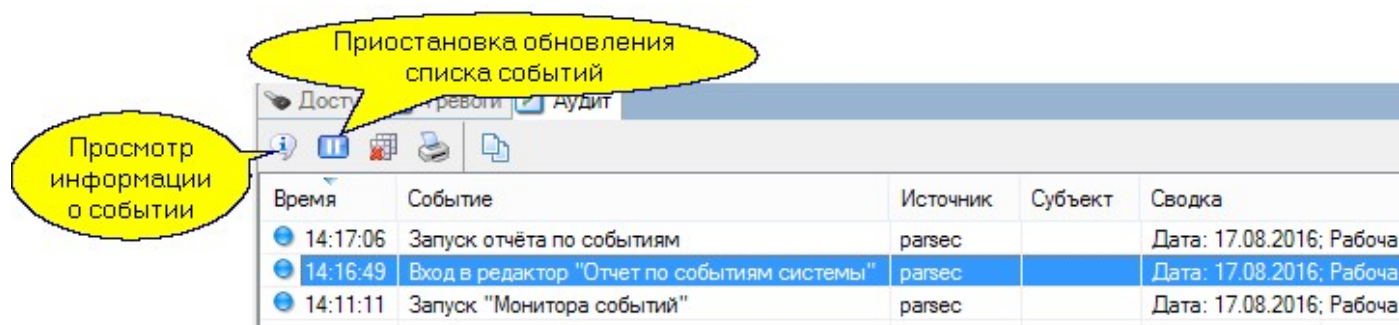 Приостановка обновления
списка событий
Просмотр
информации
о событии
Аудит
Время Событие Источник Субъект Сводка
14:17:06 Запуск отчёта по событиям parsec Дата: 17.08.2016; Рабоча
14:16:49 Вход в редактор "Отчет по событиям системы" parsec Дата: 17.08.2016; Рабоча
14:11:11 Запуск "Монитора событий" parsec Дата: 17.08.2016; Рабоча